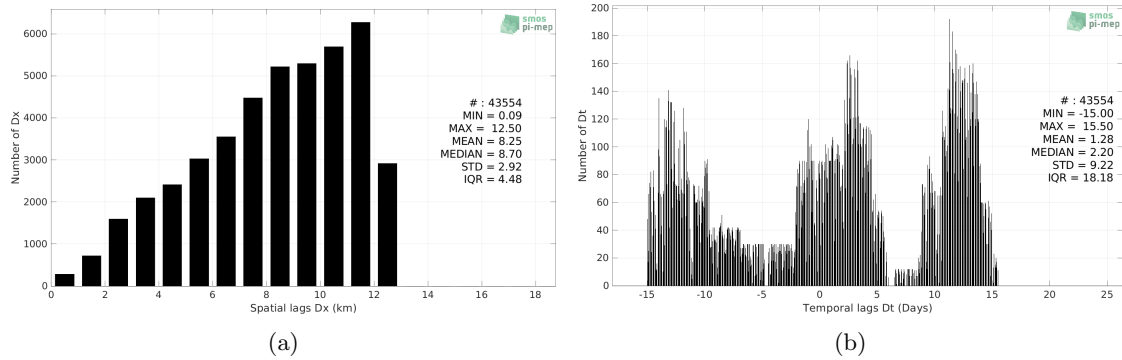 smos
pi-mep
6000
5000
4000
3000
2000
1000
0
Number of Dx
# : 43554
MIN = 0.09
MAX = 12.50
MEAN = 8.25
MEDIAN = 8.70
STD = 2.92
IQR = 4.48
0 2 4 6 8 10 12 14 16 18
Spatial lags Dx (km)
(a)
smos
pi-mep
200
180
160
140
120
100
80
60
40
20
0
Number of Dt
# : 43554
MIN = -15.00
MAX = 15.50
MEAN = 1.28
MEDIAN = 2.20
STD = 9.22
IQR = 18.18
-15 -10 -5 0 5 10 15 20 25
Temporal lags Dt (Days)
(b)